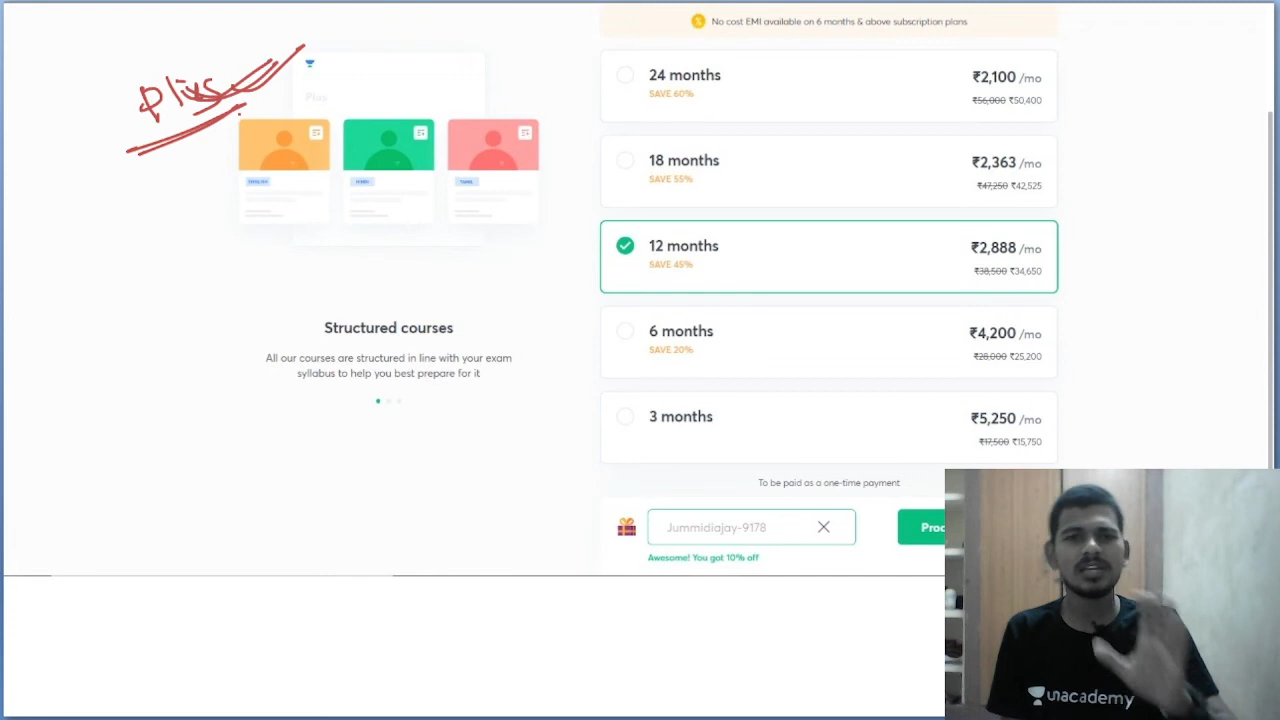 Plus
Plus
ENGLISH
HINDI
TAMIL
Structured courses
All our courses are structured in line with your exam
syllabus to help you best prepare for it
No cost EMI available on 6 months & above subscription plans
24 months
₹2,100 /mo
SAVE 60%
₹56,000 ₹50,400
18 months
₹2,363 /mo
SAVE 55%
₹47,250 ₹42,525
12 months
₹2,888 /mo
SAVE 45%
₹38,500 ₹34,650
6 months
₹4,200 /mo
SAVE 20%
₹28,000 ₹25,200
3 months
₹5,250 /mo
₹17,500 ₹15,750
To be paid as a one-time payment
Jummidiajay-9178
Proc
Awesome! You got 10% off
unacademy